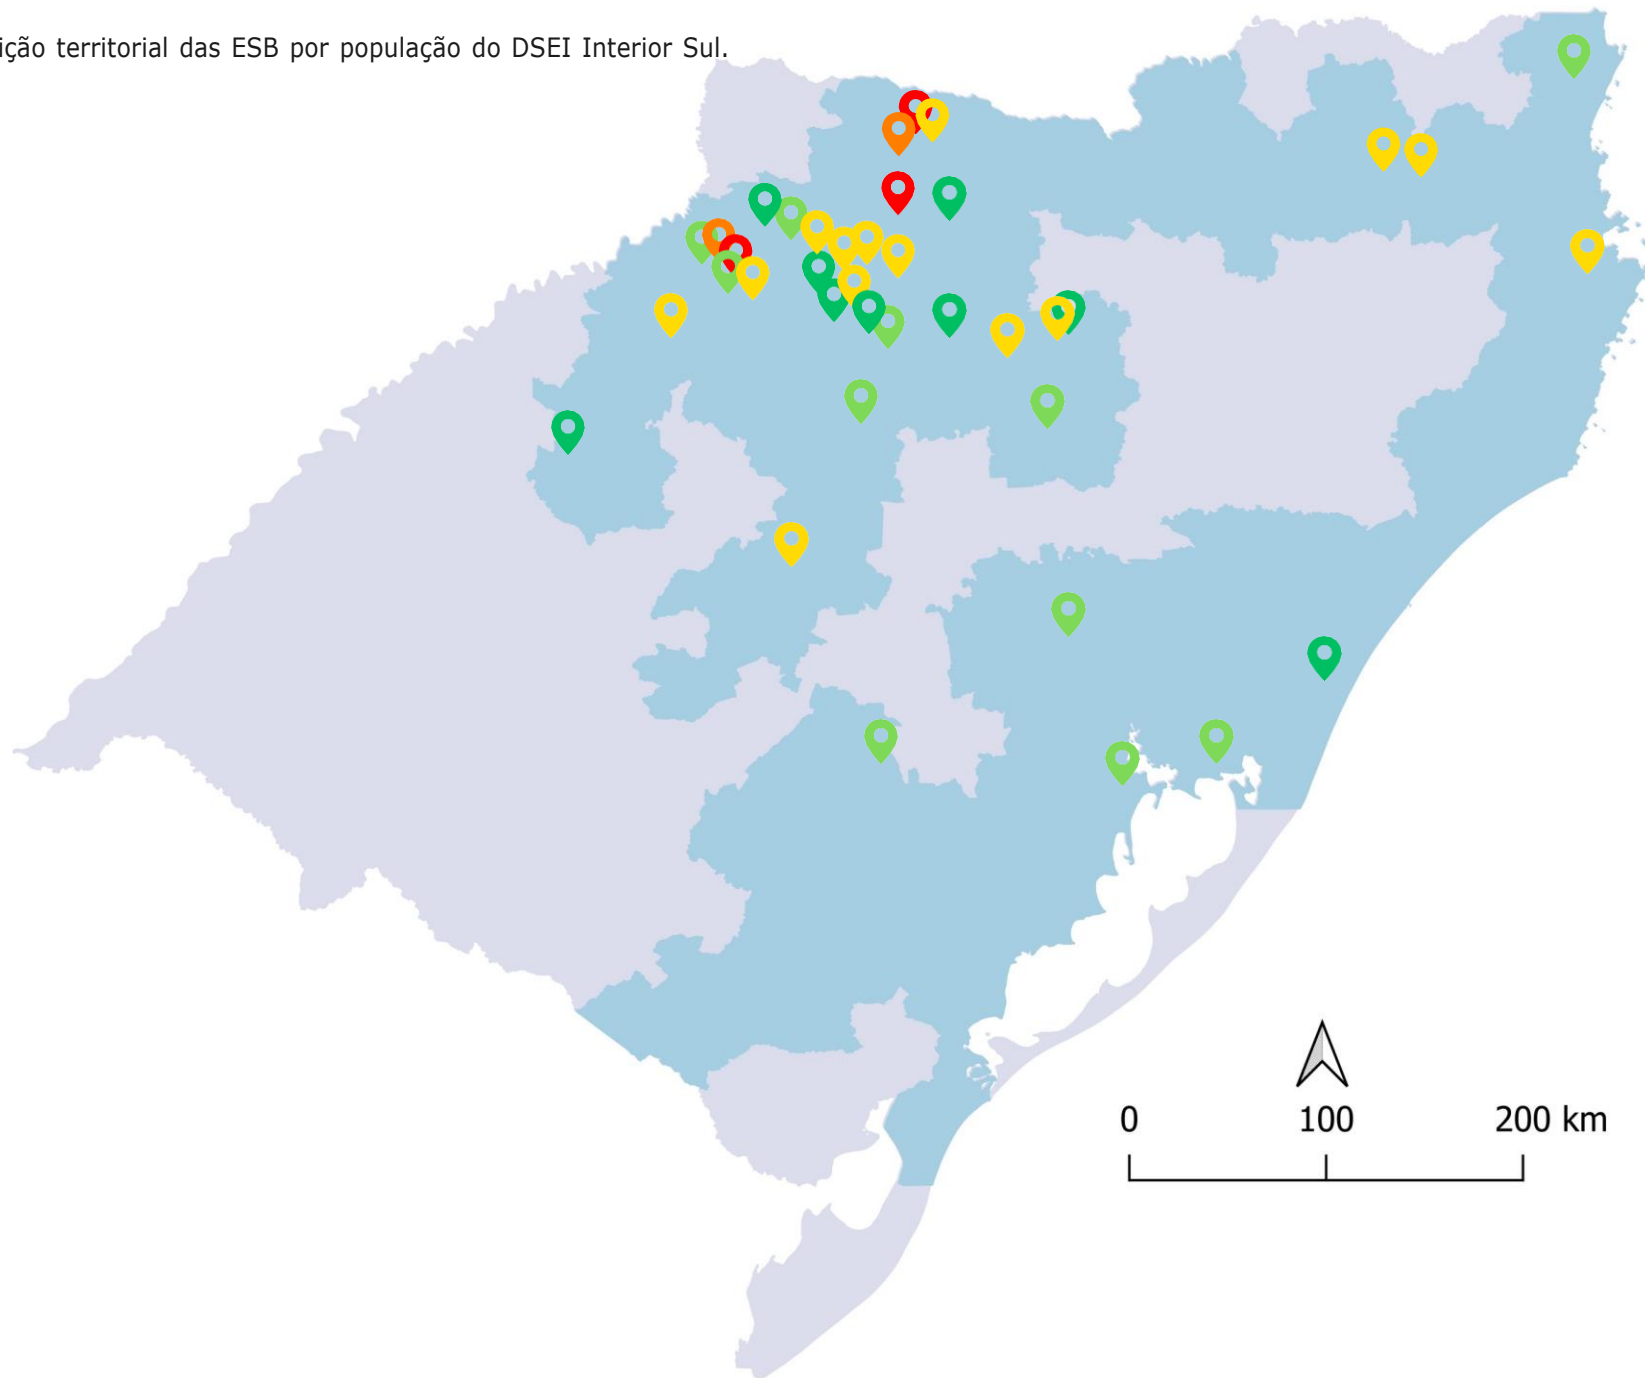 ição territorial das ESB por população do DSEI Interior Sul.
0 100 200 km